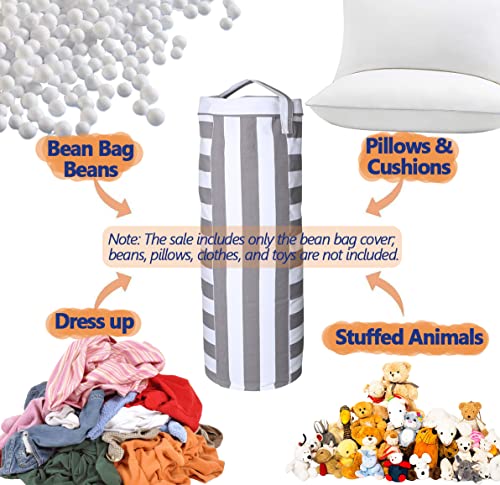 Bean Bag
Beans
Pillows &
Cushions
Note: The sale includes only the bean bag cover;
beans, pillows, clothes, and toys are not included.
Dress up
Stuffed Animals